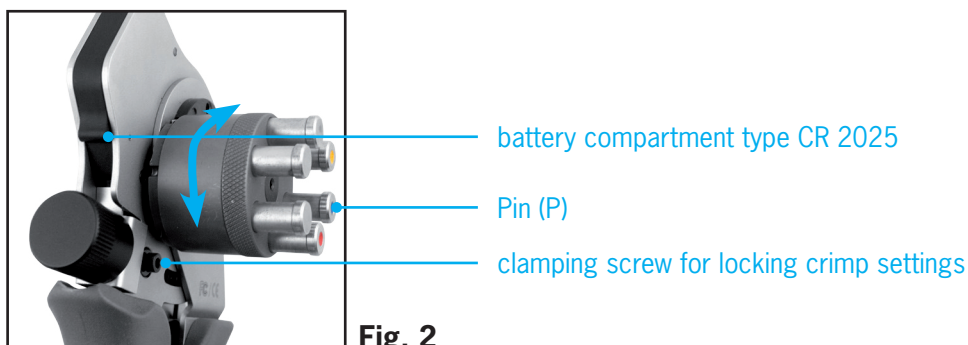 battery compartment type CR 2025
Pin (P)
clamping screw for locking crimp settings
Fig. 2